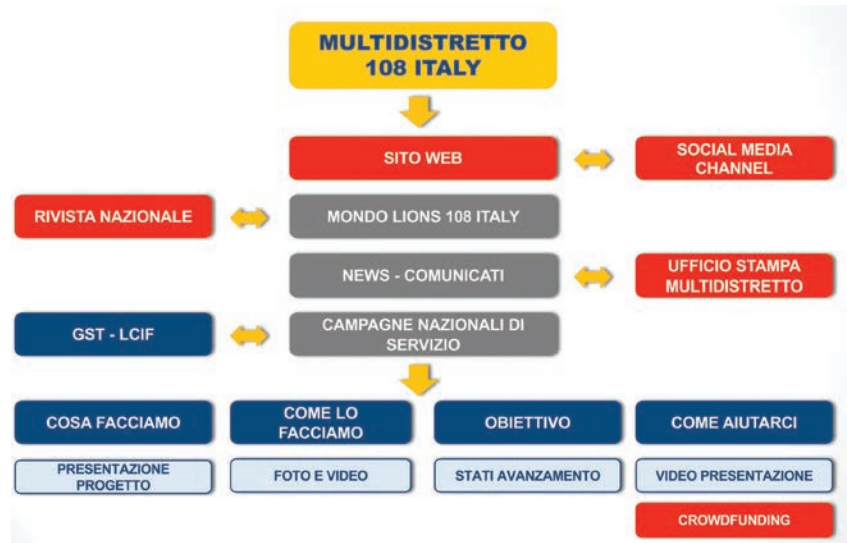 MULTIDISTRETTO
108 ITALY
SITO WEB
SOCIAL MEDIA
CHANNEL
RIVISTA NAZIONALE
MONDO LIONS 108 ITALY
NEWS - COMUNICATI
UFFICIO STAMPA
MULTIDISTRETTO
GST - LCIF
CAMPAGNE NAZIONALI DI
SERVIZIO
COSA FACCIAMO
COME LO
FACCIAMO
OBIETTIVO
COME AIUTARCI
PRESENTAZIONE
PROGETTO
FOTO E VIDEO
STATI AVANZAMENTO
VIDEO PRESENTAZIONE
CROWDFUNDING